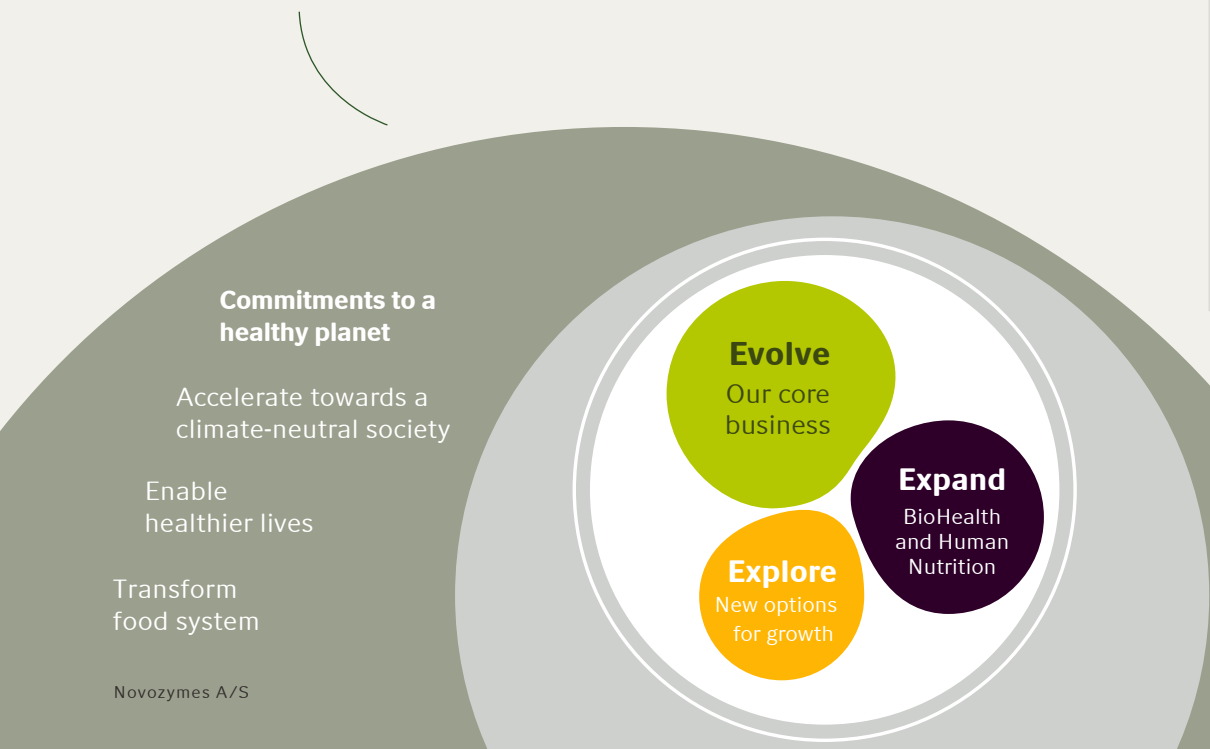 Commitments to a
healthy planet
Accelerate towards a
climate-neutral society
Enable
healthier lives
Transform
food system
Novozymes A/S
Evolve
Our core
business
Expand
BioHealth
and Human
Nutrition
Explore
New options
for growth